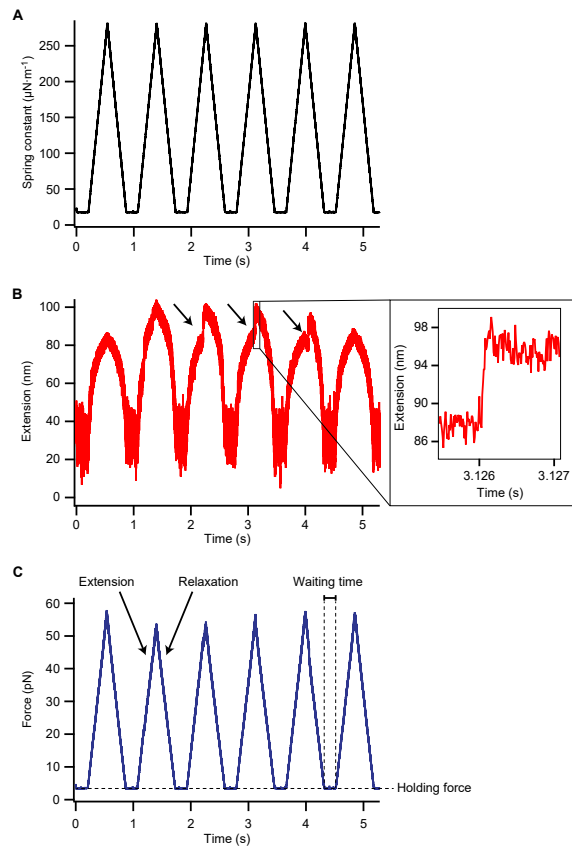 A
Spring constant (µN·m⁻¹)
250
200
150
100
50
0
0 1 2 3 4 5
Time (s)
B
Extension (nm)
100
80
60
40
20
0
0 1 2 3 4 5
Time (s)
Extension (nm)
98
94
90
86
3.126 3.127
Time (s)
C
Extension Relaxation Waiting time
Force (pN)
60
50
40
30
20
10
0
Holding force
0 1 2 3 4 5
Time (s)